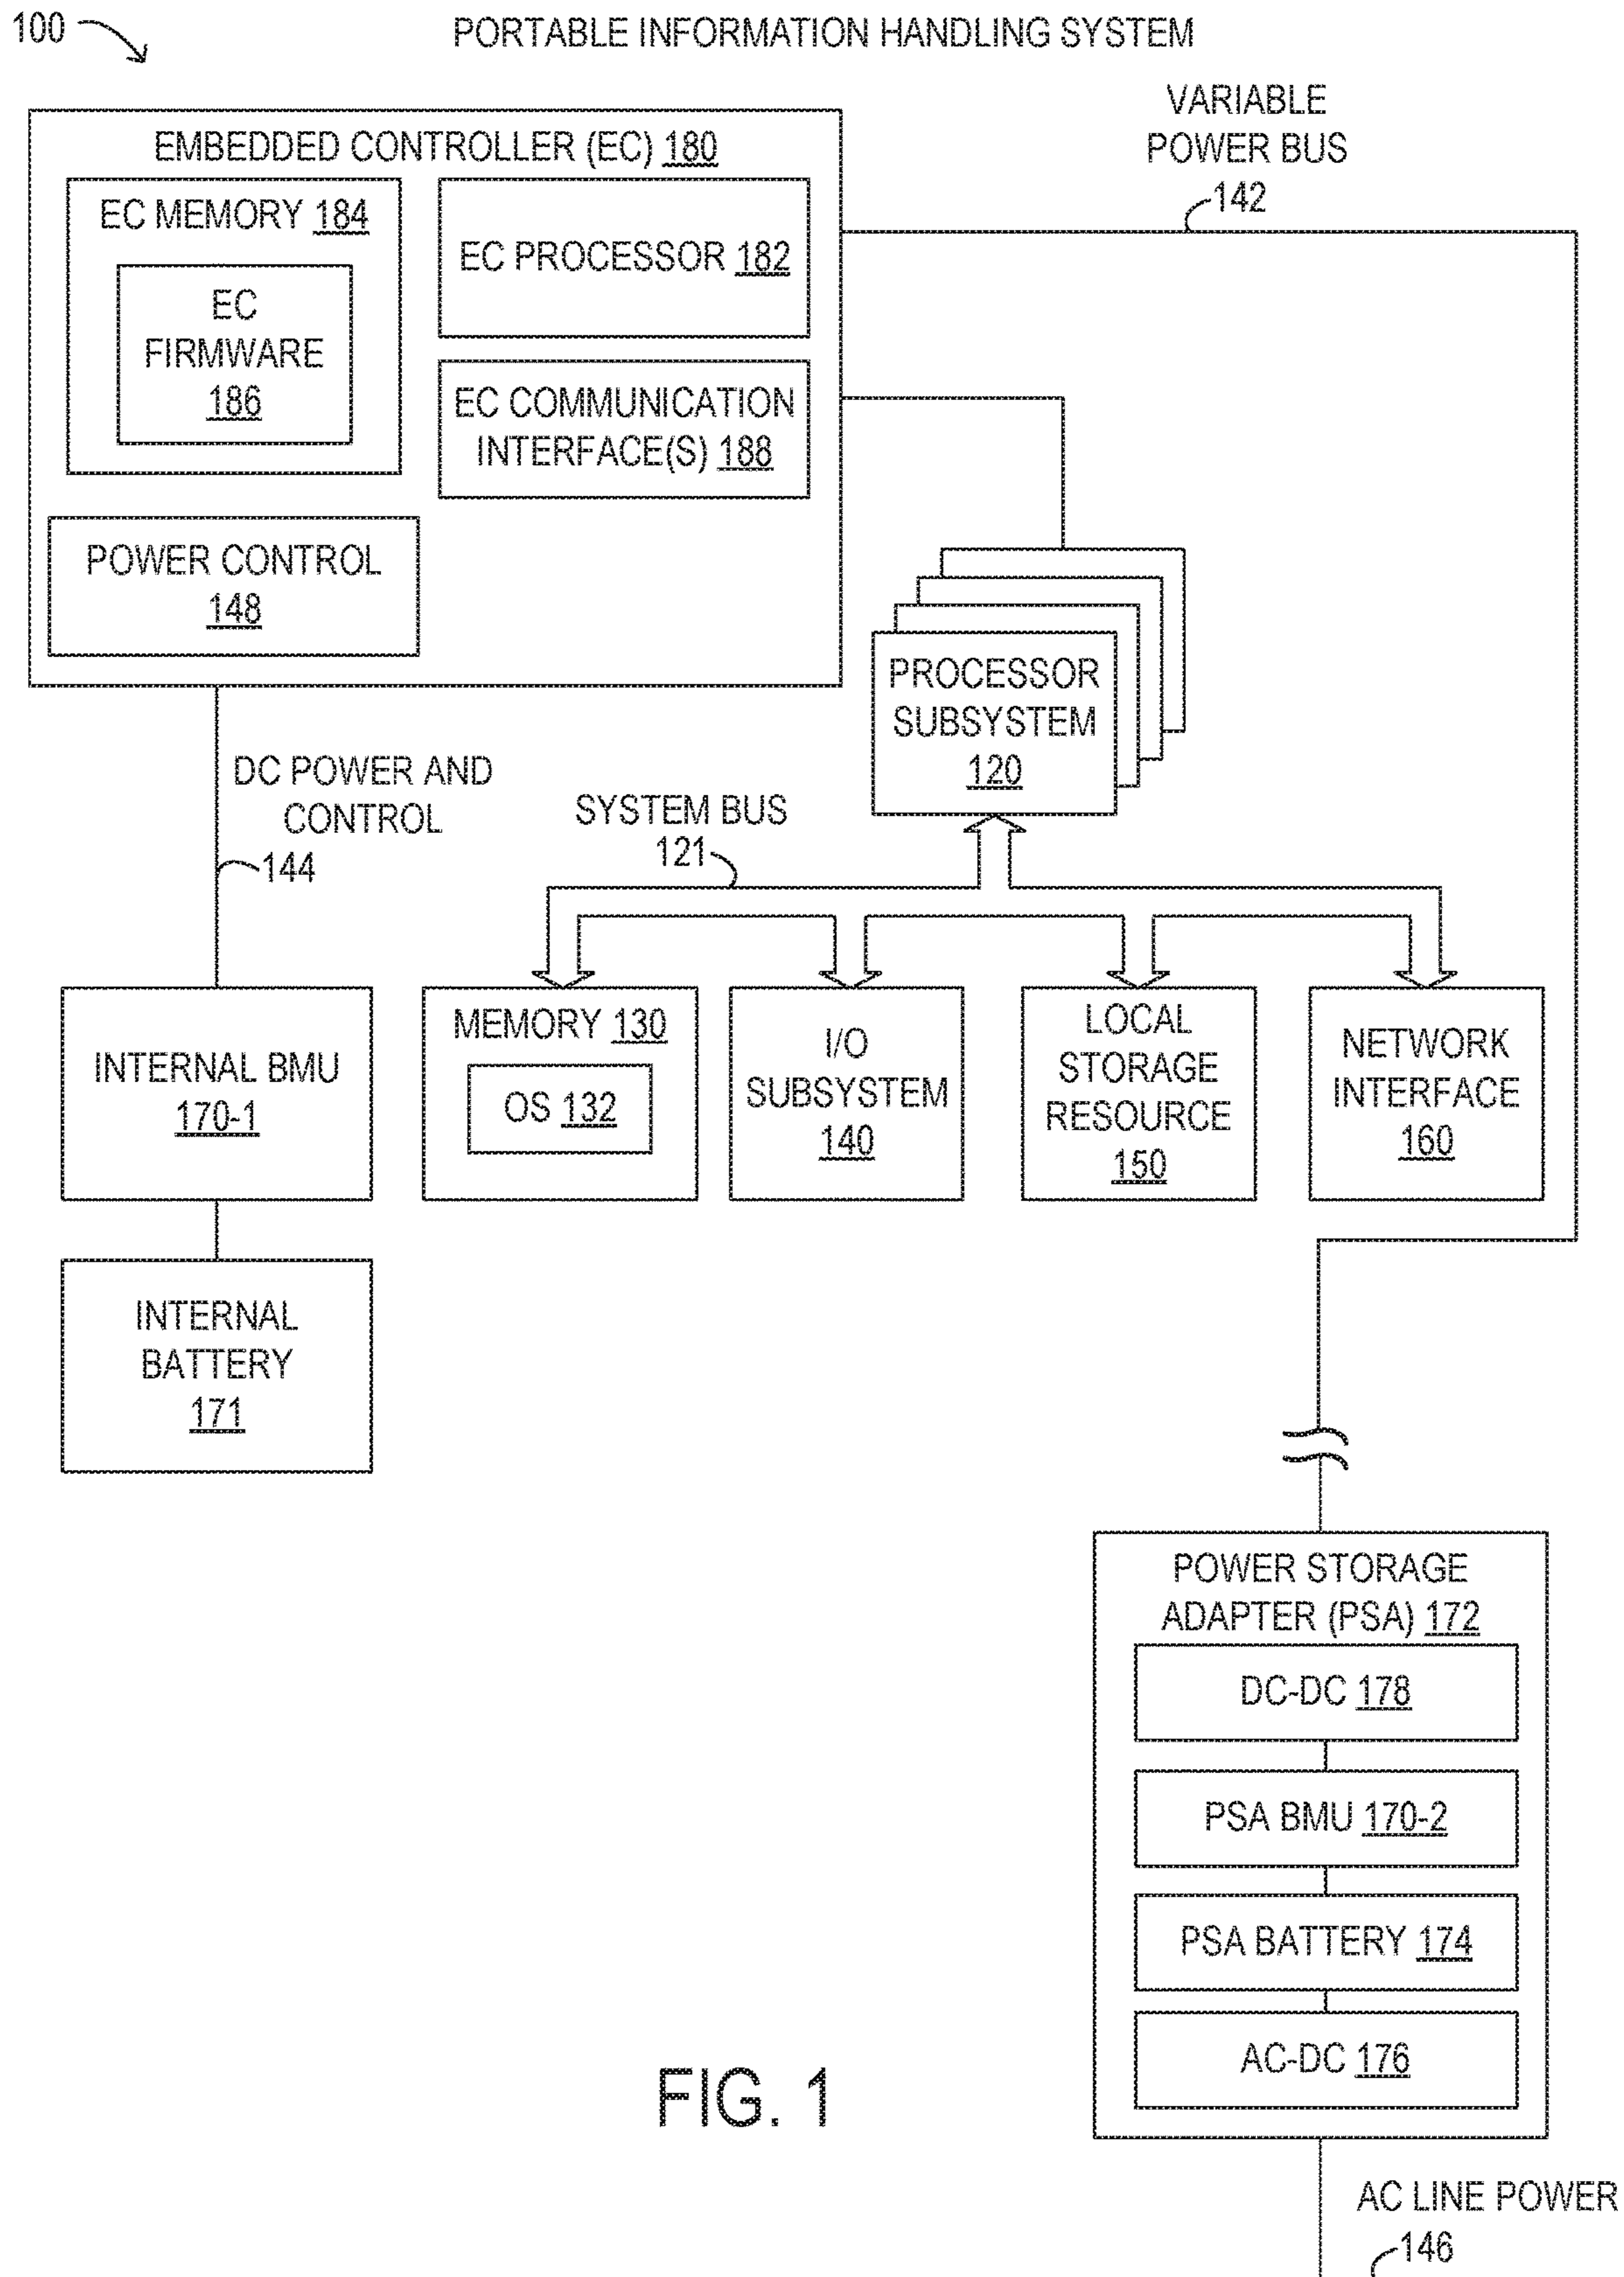 100
PORTABLE INFORMATION HANDLING SYSTEM
VARIABLE
POWER BUS
142
EMBEDDED CONTROLLER (EC) 180
EC MEMORY 184
EC
FIRMWARE
186
EC PROCESSOR 182
EC COMMUNICATION
INTERFACE(S) 188
POWER CONTROL
148
PROCESSOR
SUBSYSTEM
120
DC POWER AND
CONTROL
144
SYSTEM BUS
121
INTERNAL BMU
170-1
MEMORY 130
OS 132
I/O
SUBSYSTEM
140
LOCAL
STORAGE
RESOURCE
150
NETWORK
INTERFACE
160
INTERNAL
BATTERY
171
POWER STORAGE
ADAPTER (PSA) 172
DC-DC 178
PSA BMU 170-2
PSA BATTERY 174
AC-DC 176
FIG. 1
AC LINE POWER
146